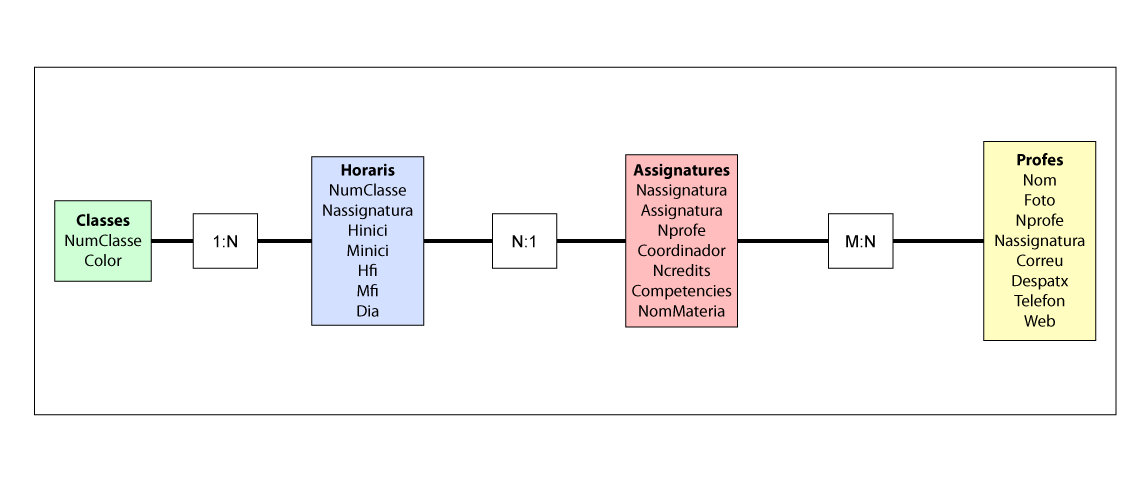 Classes
NumClasse
Color
1:N
Horaris
NumClasse
Nassignatura
Hinici
Minici
Hfi
Mfi
Dia
N:1
Assignatures
Nassignatura
Assignatura
Nprofe
Coordinador
Ncredits
Competencies
NomMateria
M:N
Profes
Nom
Foto
Nprofe
Nassignatura
Correu
Despatx
Telefon
Web